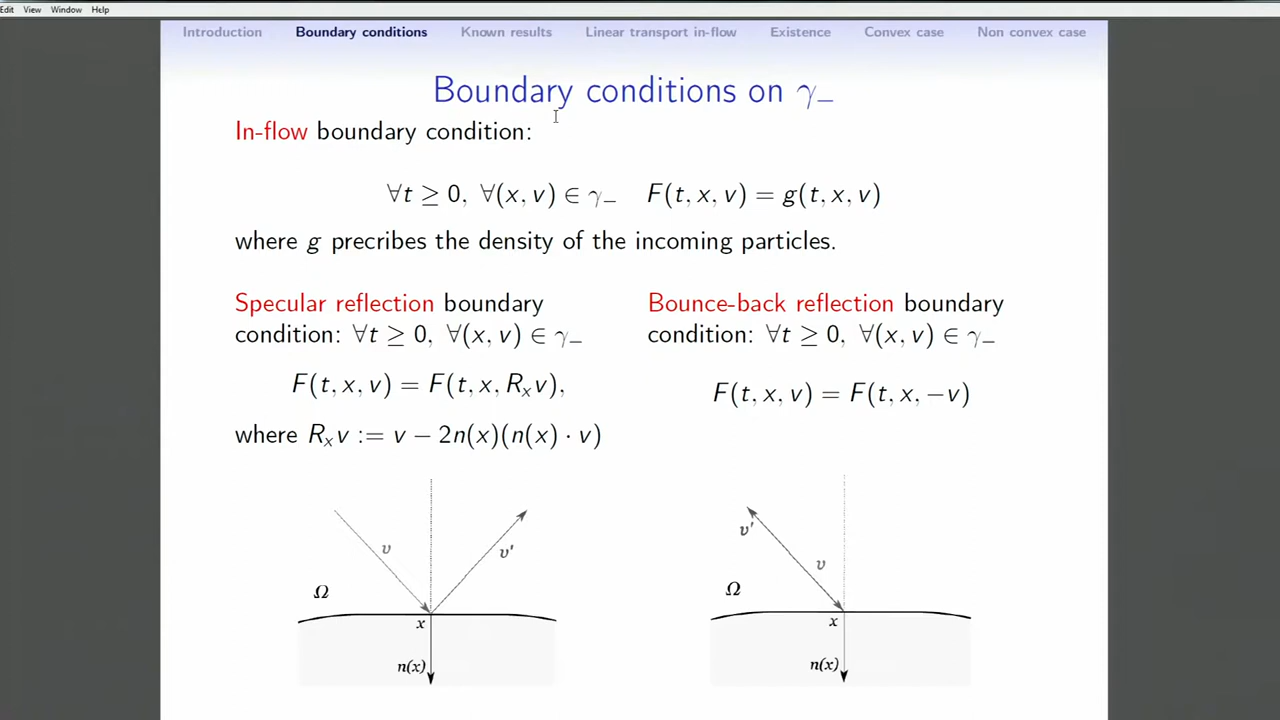 Edit View Window Help
Introduction Boundary conditions Known results Linear transport in-flow Existence Convex case Non convex case
Boundary conditions on γ₋
In-flow boundary condition:
∀t ≥ 0, ∀(x, v) ∈ γ₋ F(t, x, v) = g(t, x, v)
where g precribes the density of the incoming particles.
Specular reflection boundary
condition: ∀t ≥ 0, ∀(x, v) ∈ γ₋
F(t, x, v) = F(t, x, Rₓv),
where Rₓv := v − 2n(x)(n(x) · v)
Bounce-back reflection boundary
condition: ∀t ≥ 0, ∀(x, v) ∈ γ₋
F(t, x, v) = F(t, x, −v)
υ
υ'
Ω
x
n(x)
υ'
υ
Ω
x
n(x)